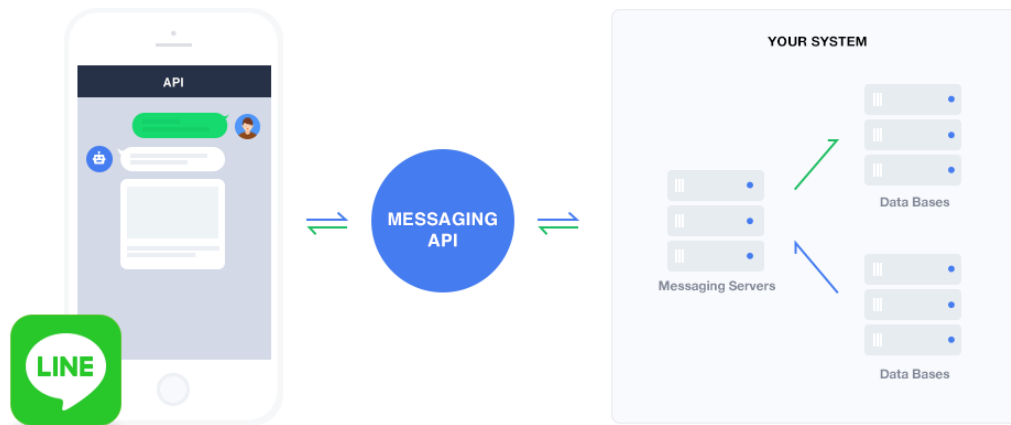 API
LINE
MESSAGING
API
YOUR SYSTEM
Messaging Servers
Data Bases
Data Bases